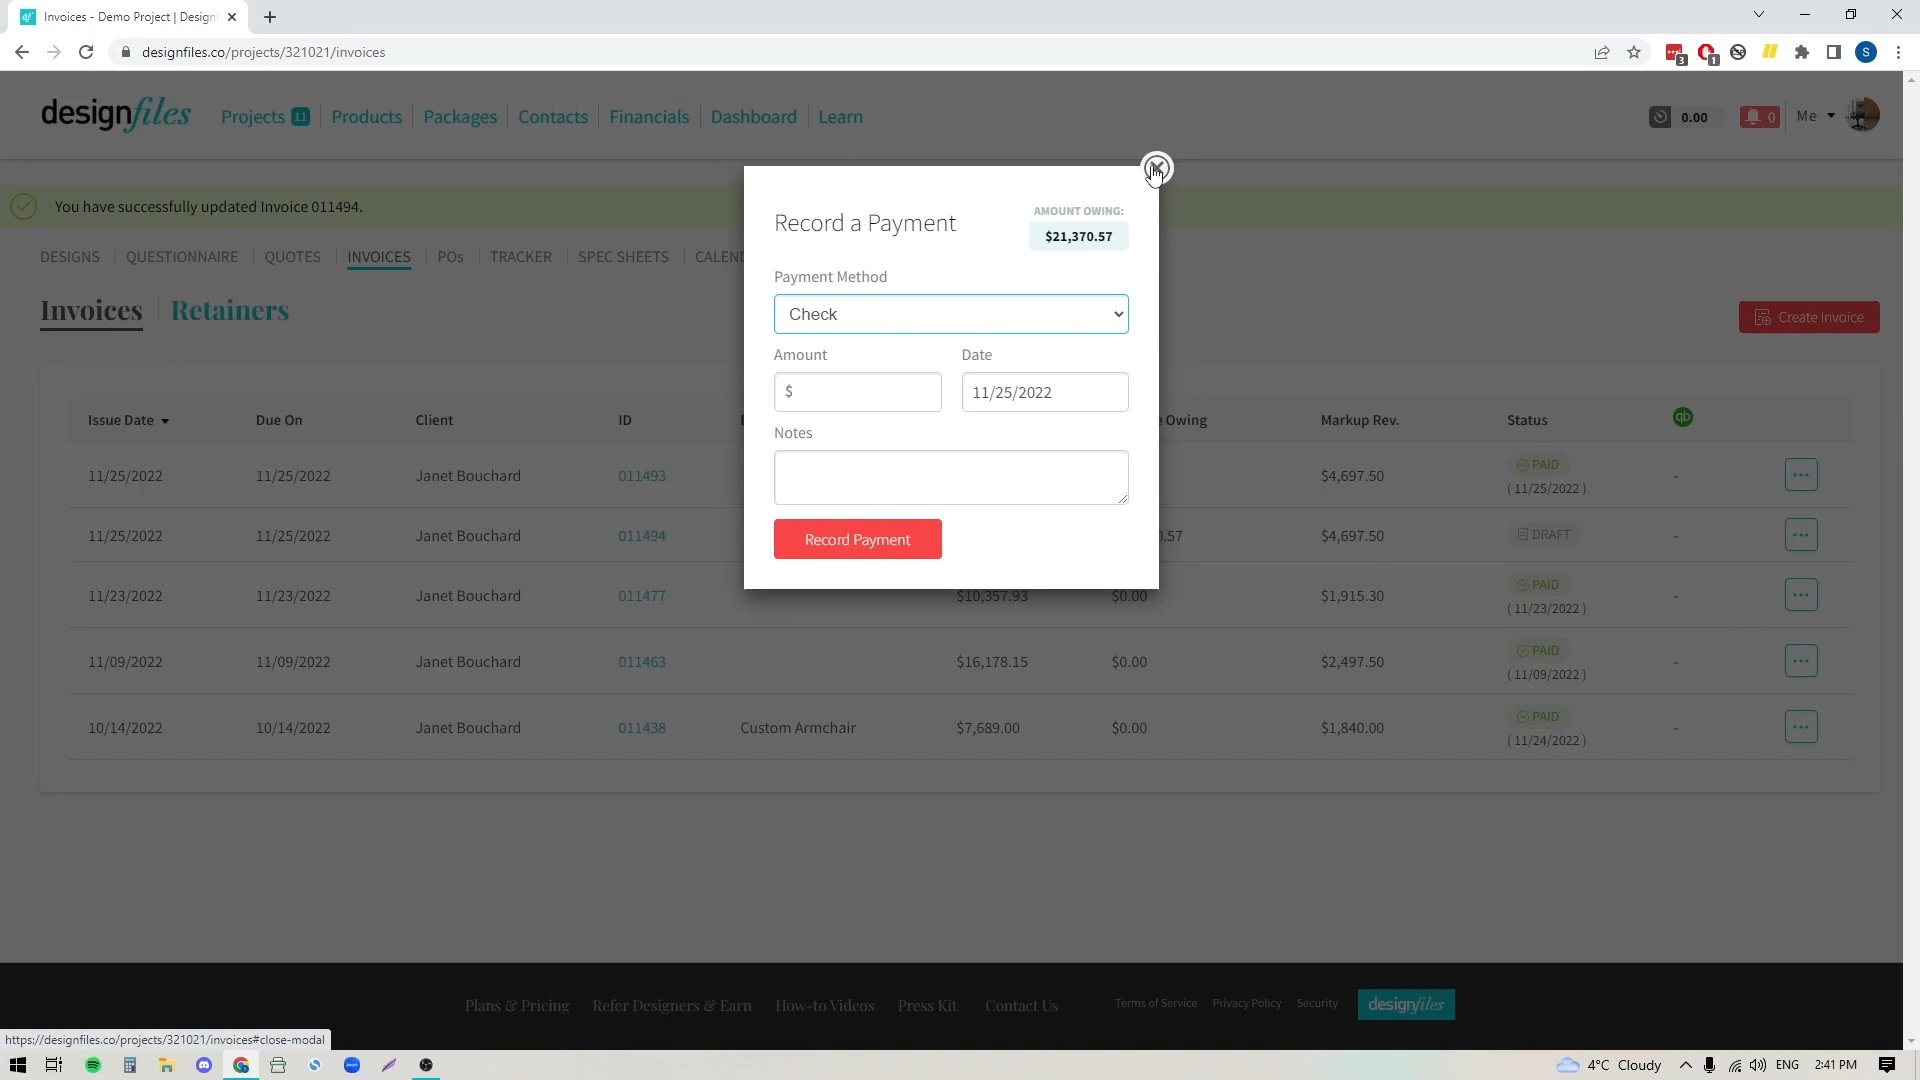 Invoices - Demo Project | Design
designfiles.co/projects/321021/invoices
3
1
S
designfiles
Projects 11
Products
Packages
Contacts
Financials
Dashboard
Learn
0.00
0
Me
You have successfully updated Invoice 011494.
DESIGNS
QUESTIONNAIRE
QUOTES
INVOICES
POs
TRACKER
SPEC SHEETS
CALEND
Invoices
Retainers
Create Invoice
Record a Payment
AMOUNT OWING:
$21,370.57
Payment Method
Check
Amount
Date
$
11/25/2022
Notes
Record Payment
Issue Date
Due On
Client
ID
Owing
Markup Rev.
Status
qb
11/25/2022 11/25/2022 Janet Bouchard 011493 $4,697.50 PAID -
( 11/25/2022 )
11/25/2022 11/25/2022 Janet Bouchard 011494 0.57 $4,697.50 DRAFT -
11/23/2022 11/23/2022 Janet Bouchard 011477 $10,357.93 $0.00 $1,915.30 PAID -
( 11/23/2022 )
11/09/2022 11/09/2022 Janet Bouchard 011463 $16,178.15 $0.00 $2,497.50 PAID -
( 11/09/2022 )
10/14/2022 10/14/2022 Janet Bouchard 011438 Custom Armchair $7,689.00 $0.00 $1,840.00 PAID -
( 11/24/2022 )
Plans & Pricing
Refer Designers & Earn
How-to Videos
Press Kit
Contact Us
Terms of Service
Privacy Policy
Security
designfiles
https://designfiles.co/projects/321021/invoices#close-modal
4°C Cloudy
ENG
2:41 PM